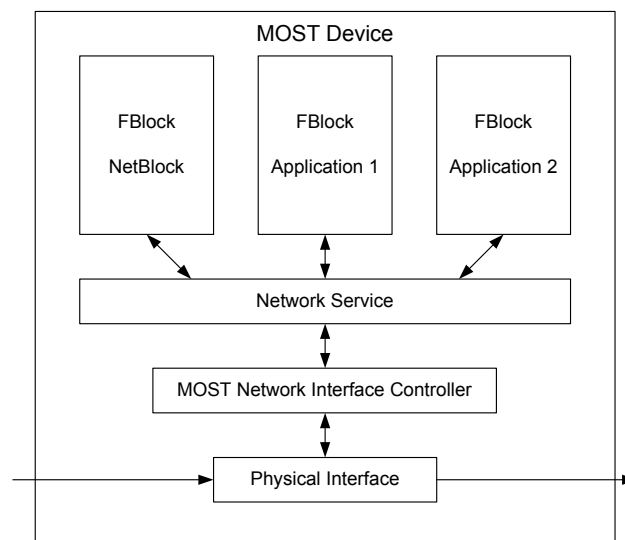 MOST Device
FBlock
NetBlock
FBlock
Application 1
FBlock
Application 2
Network Service
MOST Network Interface Controller
Physical Interface